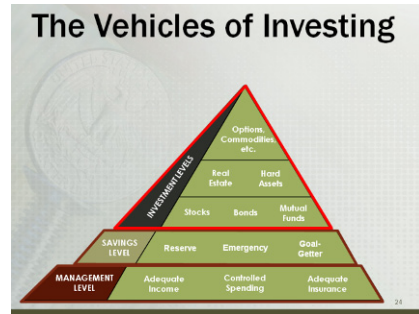 The Vehicles of Investing
Options,
Commodities,
etc.
INVESTMENT LEVELS
Real
Estate
Hard
Assets
Stocks
Bonds
Mutual
Funds
SAVINGS
LEVEL
Reserve
Emergency
Goal-
Getter
MANAGEMENT
LEVEL
Adequate
Income
Controlled
Spending
Adequate
Insurance
24